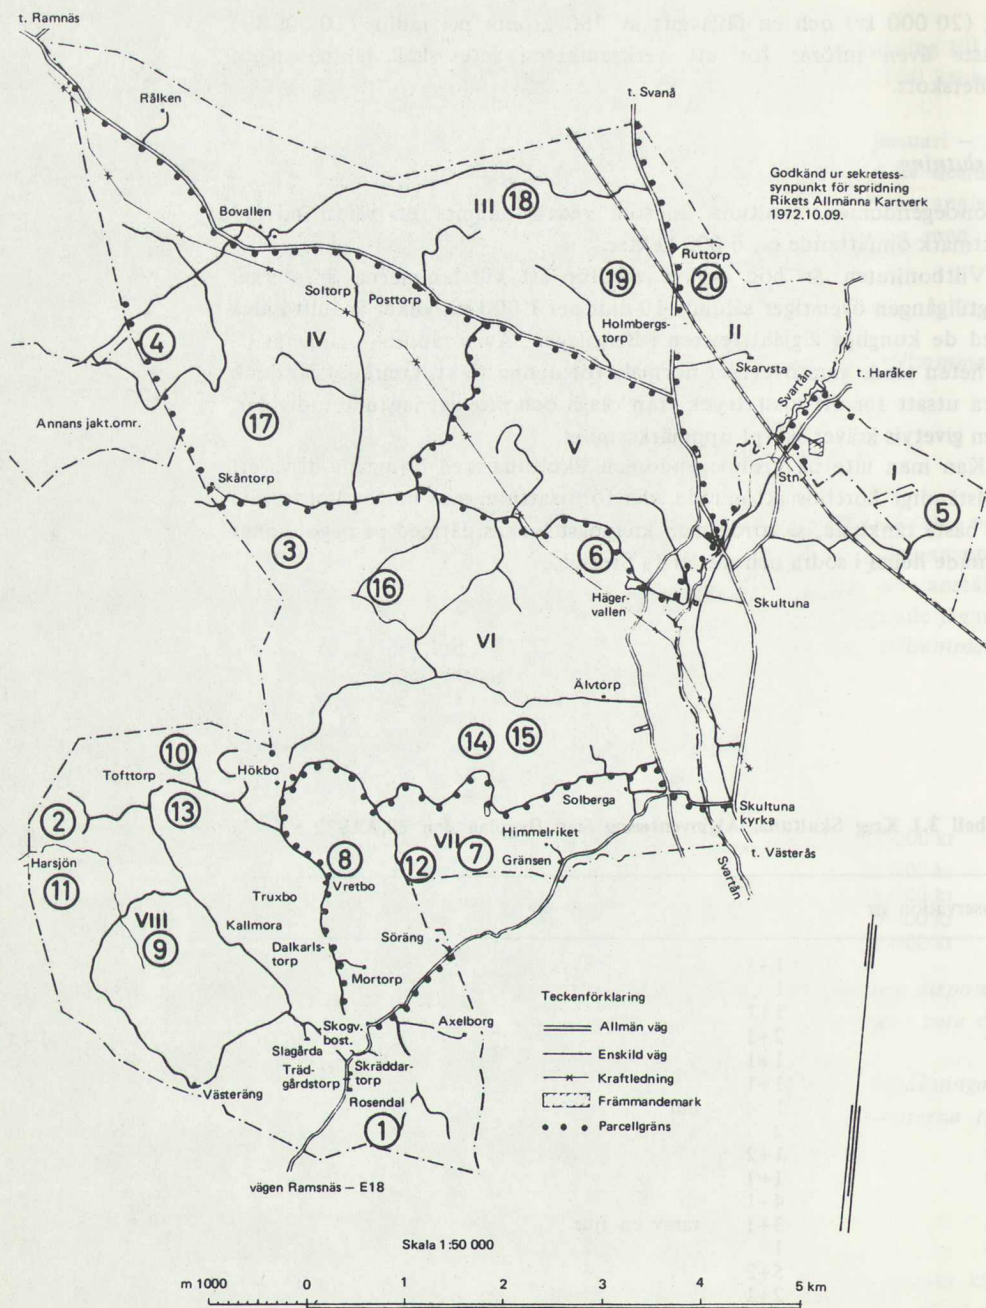 t. Ramnäs
Rålken
t. Svanå
Godkänd ur sekretess-
synpunkt för spridning
Rikets Allmänna Kartverk
1972.10.09.
III
18
Bovallen
Ruttorp
19
20
Soltorp
Posttorp
IV
4
Holmbergs-
torp
II
Skarvsta
Svartån
t. Haråker
Annans jakt.omr.
17
Stn.
I
5
Skåntorp
3
6
16
Häger-
vallen
Skultuna
VI
Älvtorp
14
15
10
Tofttorp
Hökbo
13
2
Solberga
Skultuna
kyrka
Himmelriket
VII
7
Gränsen
t. Västerås
Svartån
Harsjön
11
8
12
Vretbo
Truxbo
VIII
9
Kallmora
Söräng
Dalkarls-
torp
Mortorp
Teckenförklaring
Allmän väg
Enskild väg
Kraftledning
Främmandemark
Parcellgräns
Skogv.
bost.
Axelborg
Slagårda
Skräddar-
torp
Träd-
gårdstorp
Västeräng
Rosendal
1
vägen Ramsnäs – E18
Skala 1:50 000
m 1000 0 1 2 3 4 5 km